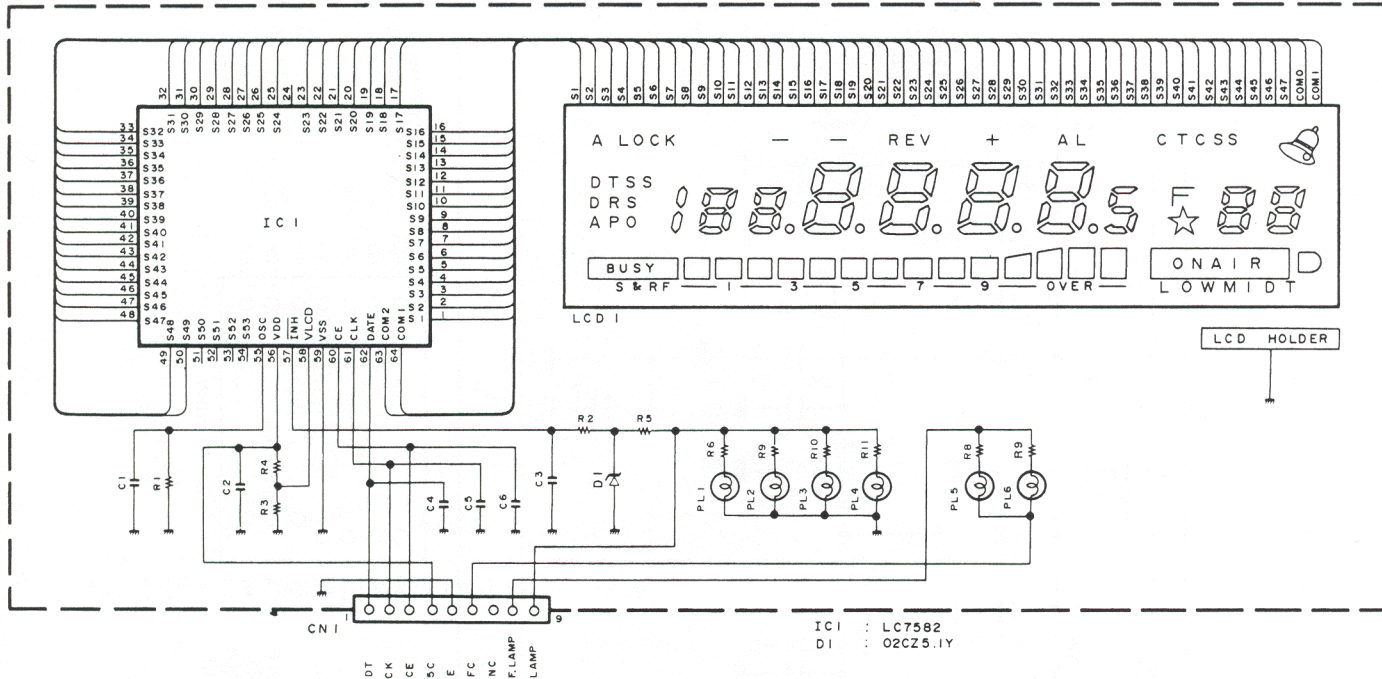 32 31 30 29 28 27 26 25 24 23 22 21 20 19 18 17
S31 S30 S29 S28 S27 S26 S25 S24 S23 S22 S21 S20 S19 S18 S17
33 S32
34 S33
35 S34
36 S35
37 S36
38 S37
39 S38
40 S39
41 S40
42 S41
43 S42
44 S43
45 S44
46 S45
47 S46
48 S47
IC1
S16 16
S15 15
S14 14
S13 13
S12 12
S11 11
S10 10
S9 9
S8 8
S7 7
S6 6
S5 5
S4 4
S3 3
S2 2
S1 1
S48 S49 S50 S51 S52 S53 OSC VDD INH VLCD VSS CE CLK DATE COM2 COM1
49 50 51 52 53 54 55 56 57 58 59 60 61 62 63 64
S1 S2 S3 S4 S5 S6 S7 S8 S9 S10 S11 S12 S13 S14 S15 S16 S17 S18 S19 S20 S21 S22 S23 S24 S25 S26 S27 S28 S29 S30 S31 S32 S33 S34 S35 S36 S37 S38 S39 S40 S41 S42 S43 S44 S45 S46 S47 COM0 COM1
A LOCK − − REV + AL CTCSS
DTSS
DRS
APO
188.888.8.5 F 88
BUSY ONAIR
S&RF 1 3 5 7 9 OVER LOWMIDT
LCD1
LCD HOLDER
C1 R1 C2 R4 R3 C4 C5 C6 C3 R2 D1 R5
R6 R9 R10 R11 R8 R9
PL1 PL2 PL3 PL4 PL5 PL6
CN1 1 9
DT CK CE 5C E FC NC F.LAMP LAMP
IC1 : LC7582
D1 : 02CZ5.1Y